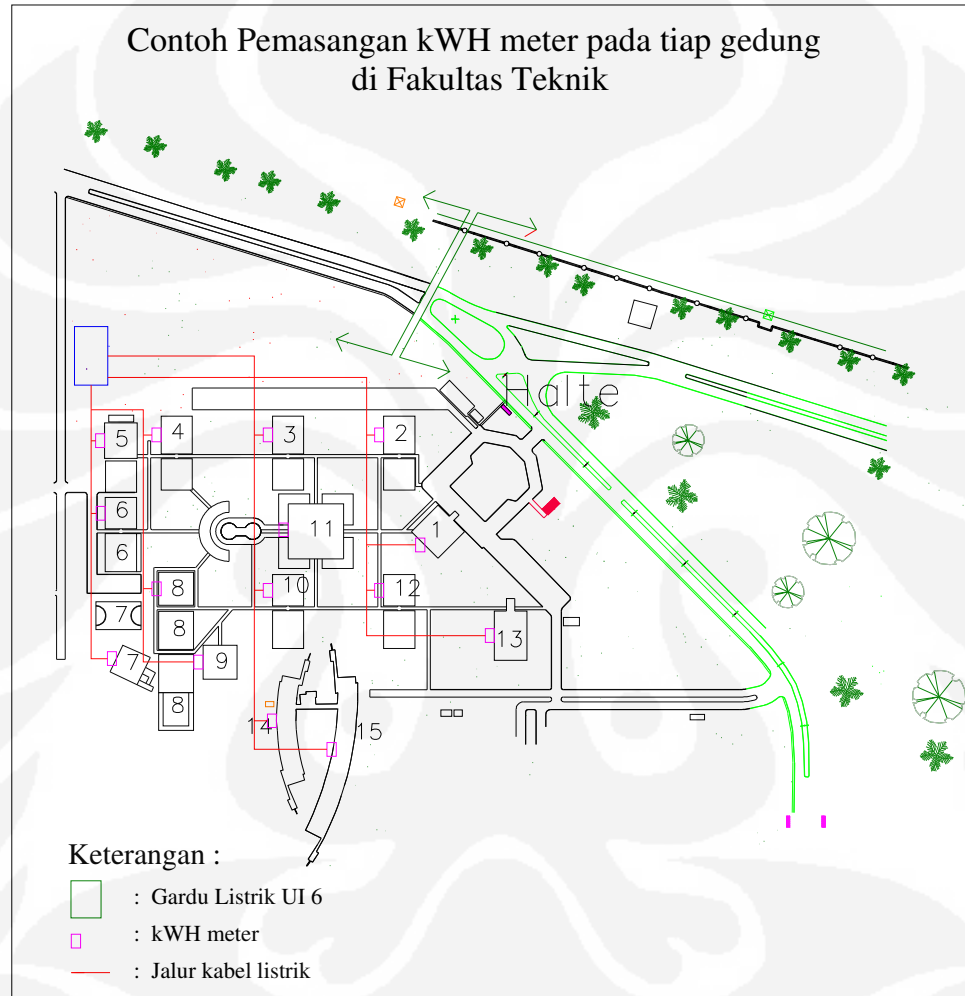 Contoh Pemasangan kWH meter pada tiap gedung
di Fakultas Teknik
Halte
5
4
3
2
6
11
1
6
8
10
12
7
8
13
7
9
8
14
15
Keterangan :
: Gardu Listrik UI 6
: kWH meter
: Jalur kabel listrik